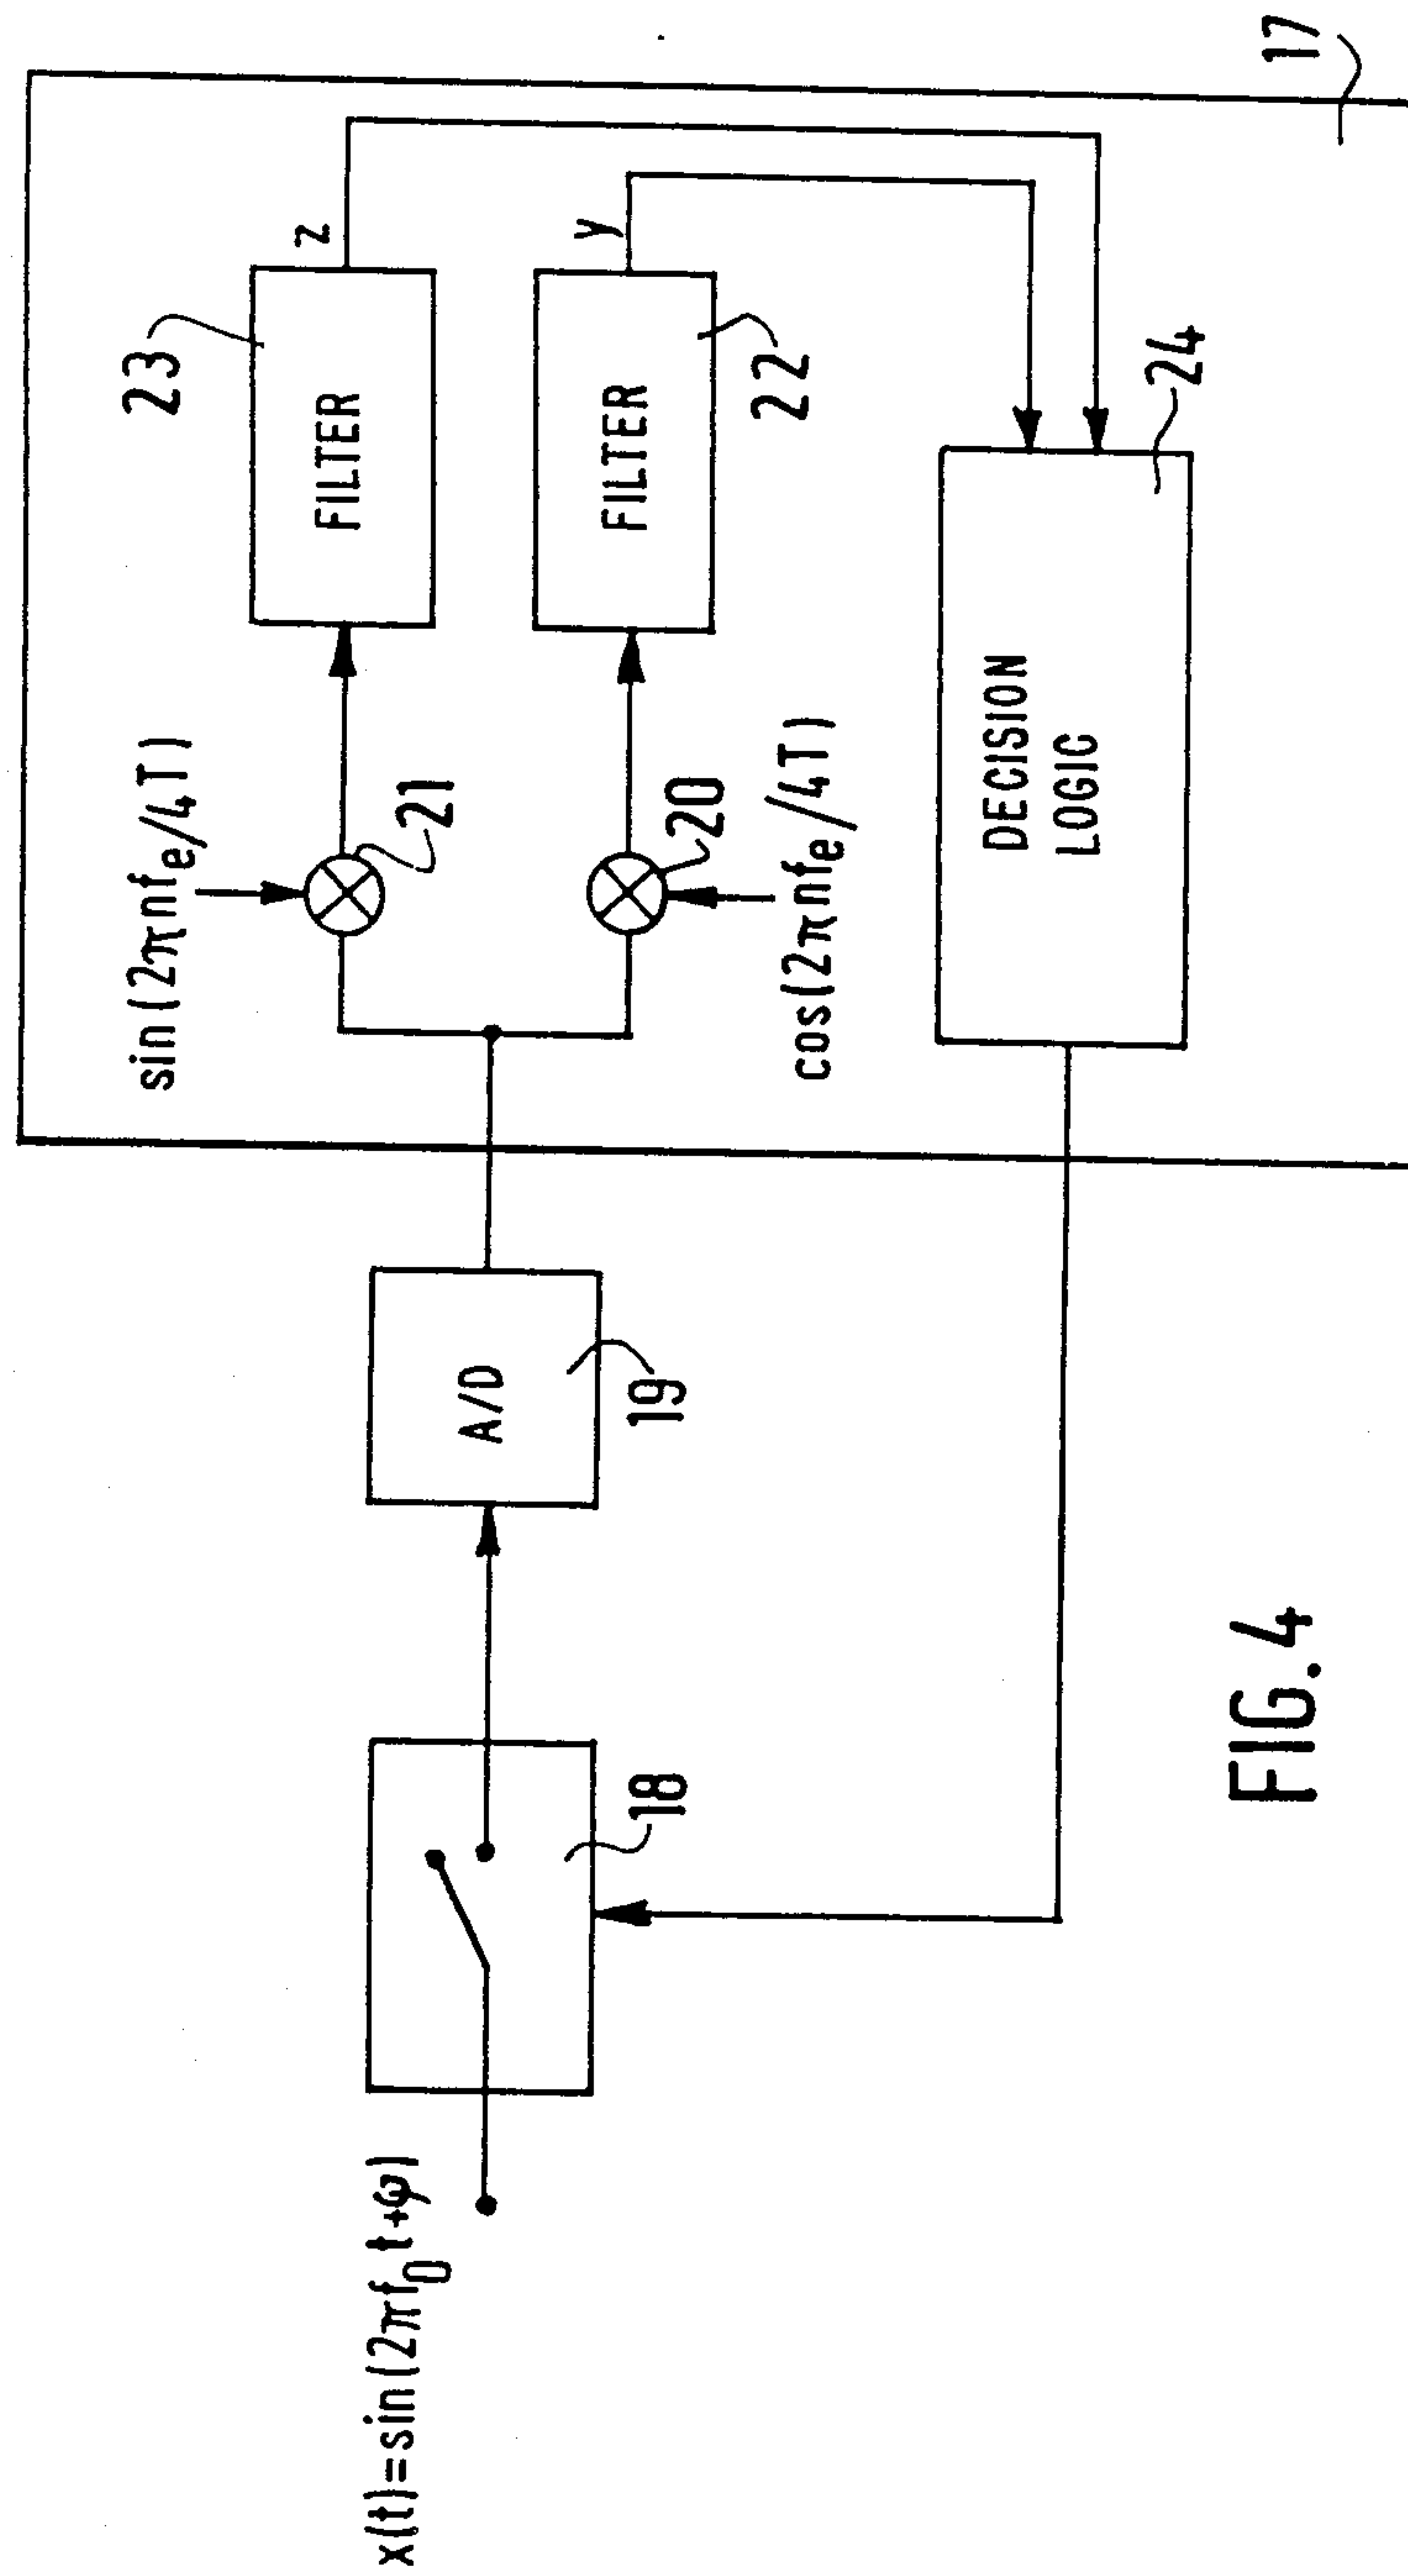 x(t)=sin(2πf₀t+φ)
18
A/D
19
sin(2πnfₑ/4T)
21
FILTER
23
z
20
cos(2πnfₑ/4T)
FILTER
22
y
DECISION
LOGIC
24
17
FIG. 4